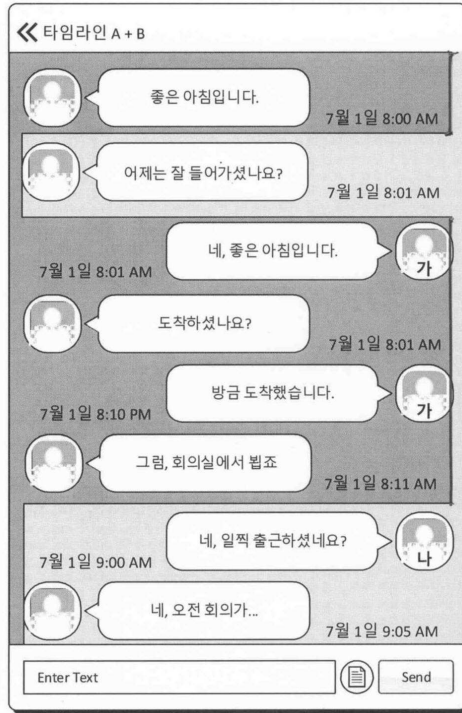 타임라인 A + B
좋은 아침입니다.
7월 1일 8:00 AM
어제는 잘 들어가셨나요?
7월 1일 8:01 AM
네, 좋은 아침입니다.
가
7월 1일 8:01 AM
도착하셨나요?
7월 1일 8:01 AM
방금 도착했습니다.
가
7월 1일 8:10 PM
그럼, 회의실에서 뵙죠
7월 1일 8:11 AM
네, 일찍 출근하셨네요?
나
7월 1일 9:00 AM
네, 오전 회의가...
7월 1일 9:05 AM
Enter Text
Send